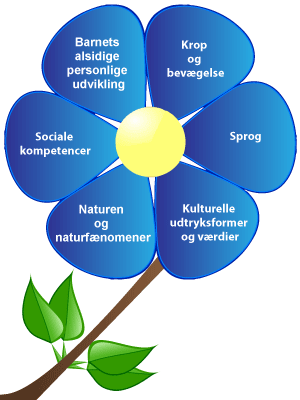 Barnets
alsidige
personlige
udvikling
Krop
og
bevægelse
Sociale
kompetencer
Sprog
Naturen
og
naturfænomener
Kulturelle
udtryksformer
og værdier